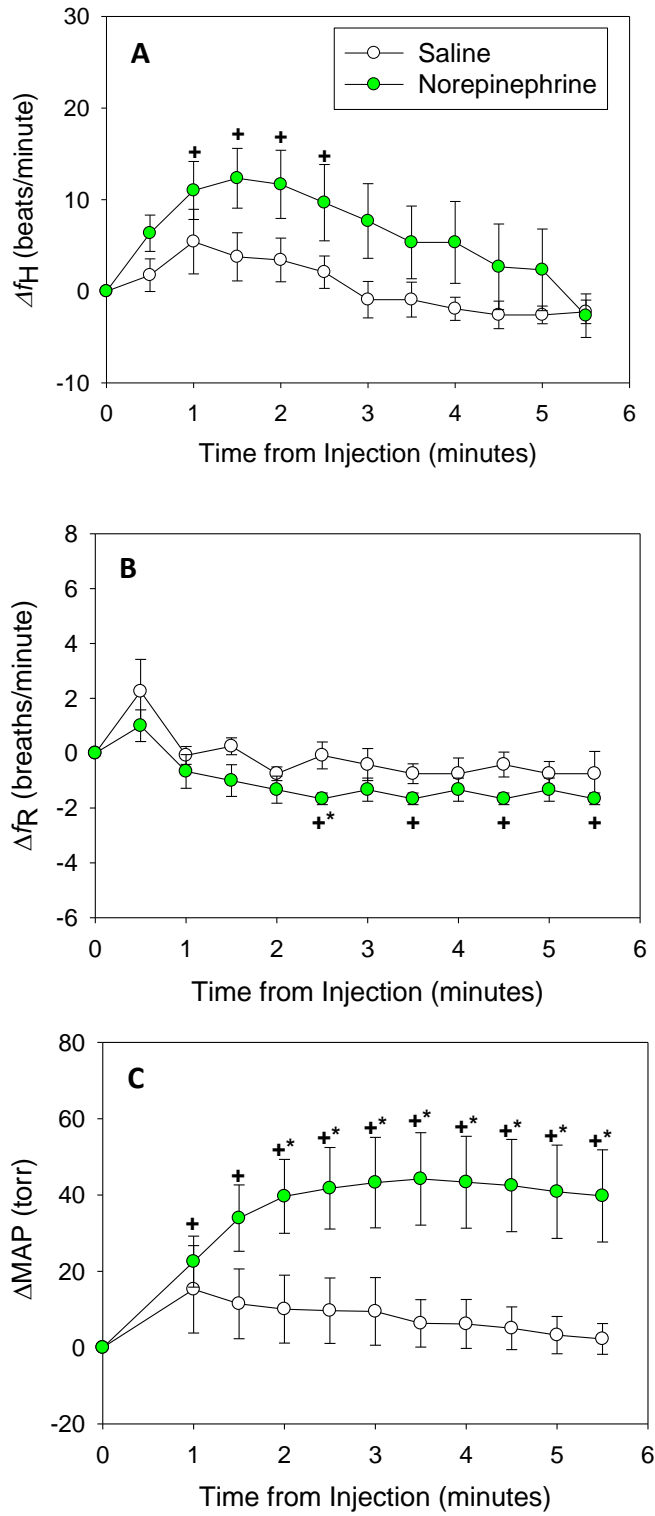 30
A
Saline
Norepinephrine
20
+ + + +
10
0
-10
ΔfH (beats/minute)
0 1 2 3 4 5 6
Time from Injection (minutes)
8
B
6
4
2
0
-2
+* + + +
-4
-6
ΔfR (breaths/minute)
0 1 2 3 4 5 6
Time from Injection (minutes)
80
C
60
+ + +* +* +* +* +* +* +* +*
40
20
0
-20
ΔMAP (torr)
0 1 2 3 4 5 6
Time from Injection (minutes)